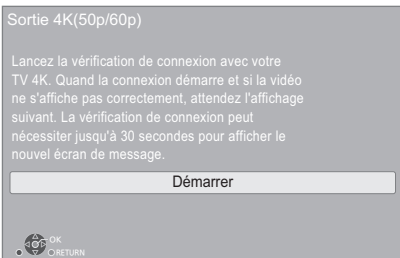 Sortie 4K(50p/60p)
Lancez la vérification de connexion avec votre
TV 4K. Quand la connexion démarre et si la vidéo
ne s'affiche pas correctement, attendez l'affichage
suivant. La vérification de connexion peut
nécessiter jusqu'à 30 secondes pour afficher le
nouvel écran de message.
Démarrer
OK
RETURN